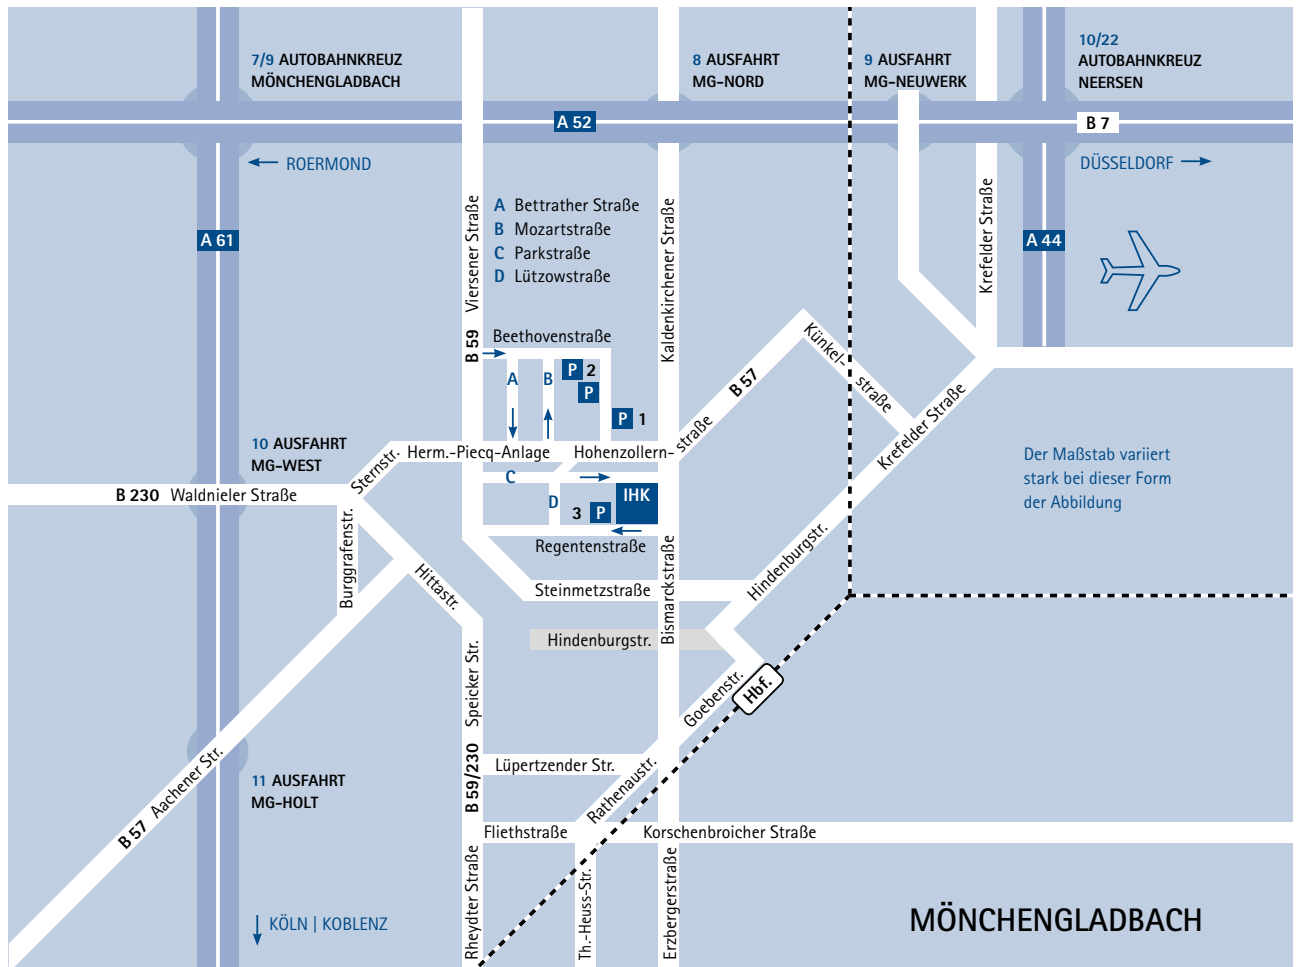 7/9 AUTOBAHNKREUZ
MÖNCHENGLADBACH
8 AUSFAHRT
MG-NORD
9 AUSFAHRT
MG-NEUWERK
10/22
AUTOBAHNKREUZ
NEERSEN
A 52
B 7
ROERMOND
DÜSSELDORF
A 61
A 44
Viersener Straße
B 59
A Bettrather Straße
B Mozartstraße
C Parkstraße
D Lützowstraße
Kaldenkirchener Straße
Krefelder Straße
Beethovenstraße
A
B
P 2
P
P 1
B 57
Künkel-
straße
Krefelder Straße
10 AUSFAHRT
MG-WEST
Sternstr.
Herm.-Piecq-Anlage
Hohenzollern-
straße
Der Maßstab variiert
stark bei dieser Form
der Abbildung
B 230 Waldnieler Straße
C
D
3 P
IHK
Regentenstraße
Burggrafenstr.
Hittastr.
Steinmetzstraße
Bismarckstraße
Hindenburgstr.
Hindenburgstr.
Speicker Str.
B 59/230
Goebenstr.
Hbf.
11 AUSFAHRT
MG-HOLT
B 57 Aachener Str.
Lüpertzender Str.
Rathenaustr.
Fliethstraße
Korschenbroicher Straße
Rheydter Straße
Th.-Heuss-Str.
Erzbergerstraße
KÖLN | KOBLENZ
MÖNCHENGLADBACH